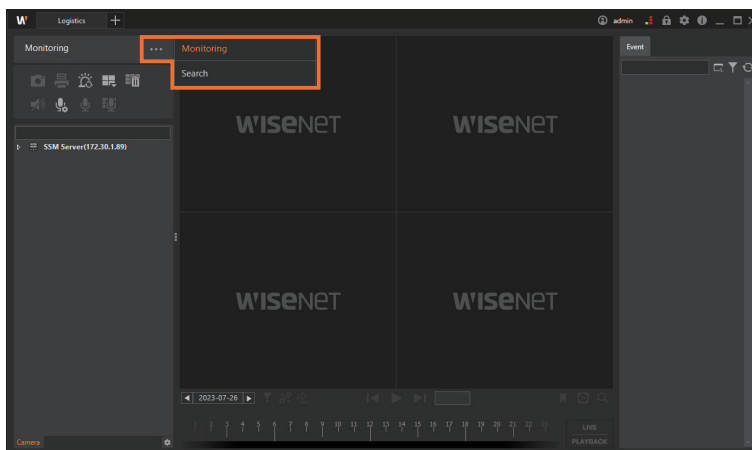 W Logistics + admin
Monitoring ••• Monitoring Event
Search
WISENET WISENET
SSM Server(172.30.1.89)
WISENET WISENET
2023-07-26
1 2 3 4 5 6 7 8 9 10 11 12 13 14 15 16 17 18 19 20 21 22 23
LIVE
Camera PLAYBACK